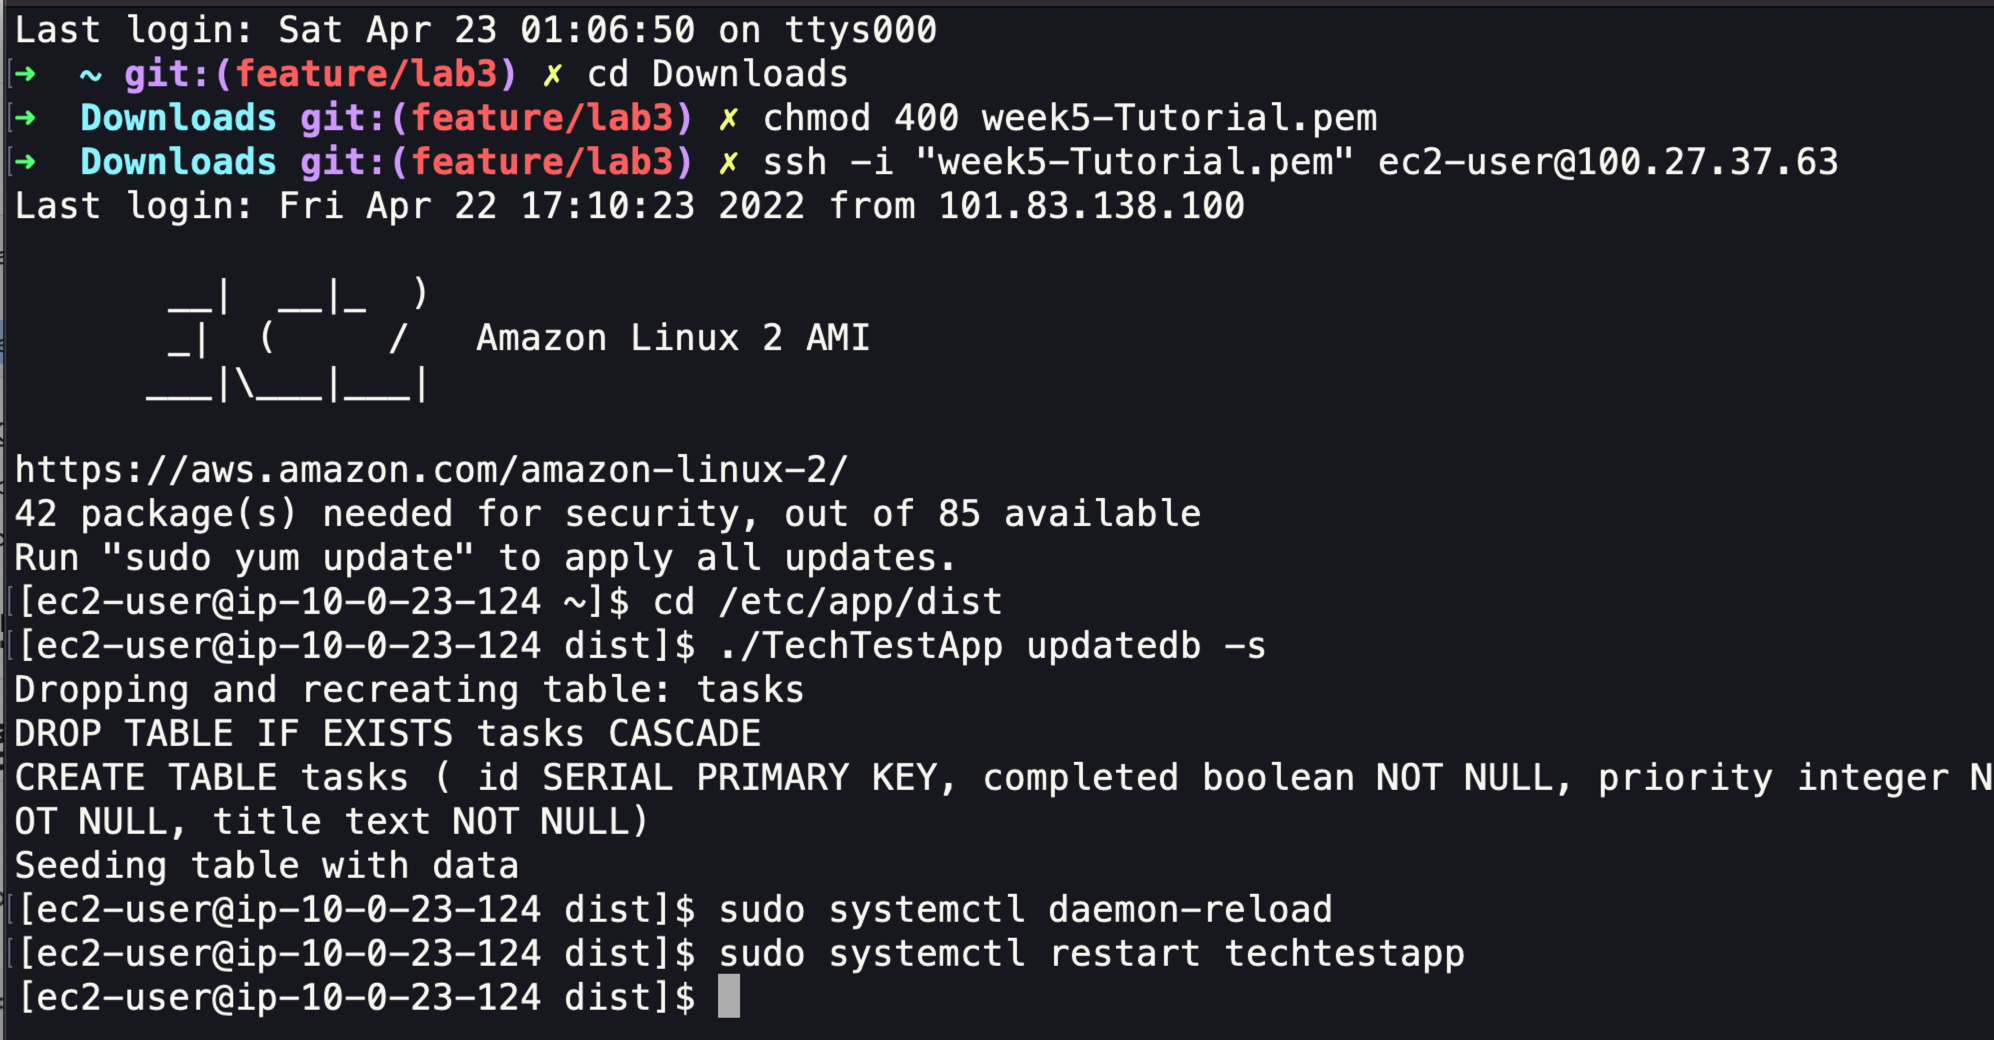 Last login: Sat Apr 23 01:06:50 on ttys000
➜  ~ git:(feature/lab3) ✗ cd Downloads
➜  Downloads git:(feature/lab3) ✗ chmod 400 week5-Tutorial.pem
➜  Downloads git:(feature/lab3) ✗ ssh -i "week5-Tutorial.pem" ec2-user@100.27.37.63
Last login: Fri Apr 22 17:10:23 2022 from 101.83.138.100
       __|  __|_  )
       _|  (     /   Amazon Linux 2 AMI
      ___|\___|___|
https://aws.amazon.com/amazon-linux-2/
42 package(s) needed for security, out of 85 available
Run "sudo yum update" to apply all updates.
[ec2-user@ip-10-0-23-124 ~]$ cd /etc/app/dist
[ec2-user@ip-10-0-23-124 dist]$ ./TechTestApp updatedb -s
Dropping and recreating table: tasks
DROP TABLE IF EXISTS tasks CASCADE
CREATE TABLE tasks ( id SERIAL PRIMARY KEY, completed boolean NOT NULL, priority integer N
OT NULL, title text NOT NULL)
Seeding table with data
[ec2-user@ip-10-0-23-124 dist]$ sudo systemctl daemon-reload
[ec2-user@ip-10-0-23-124 dist]$ sudo systemctl restart techtestapp
[ec2-user@ip-10-0-23-124 dist]$